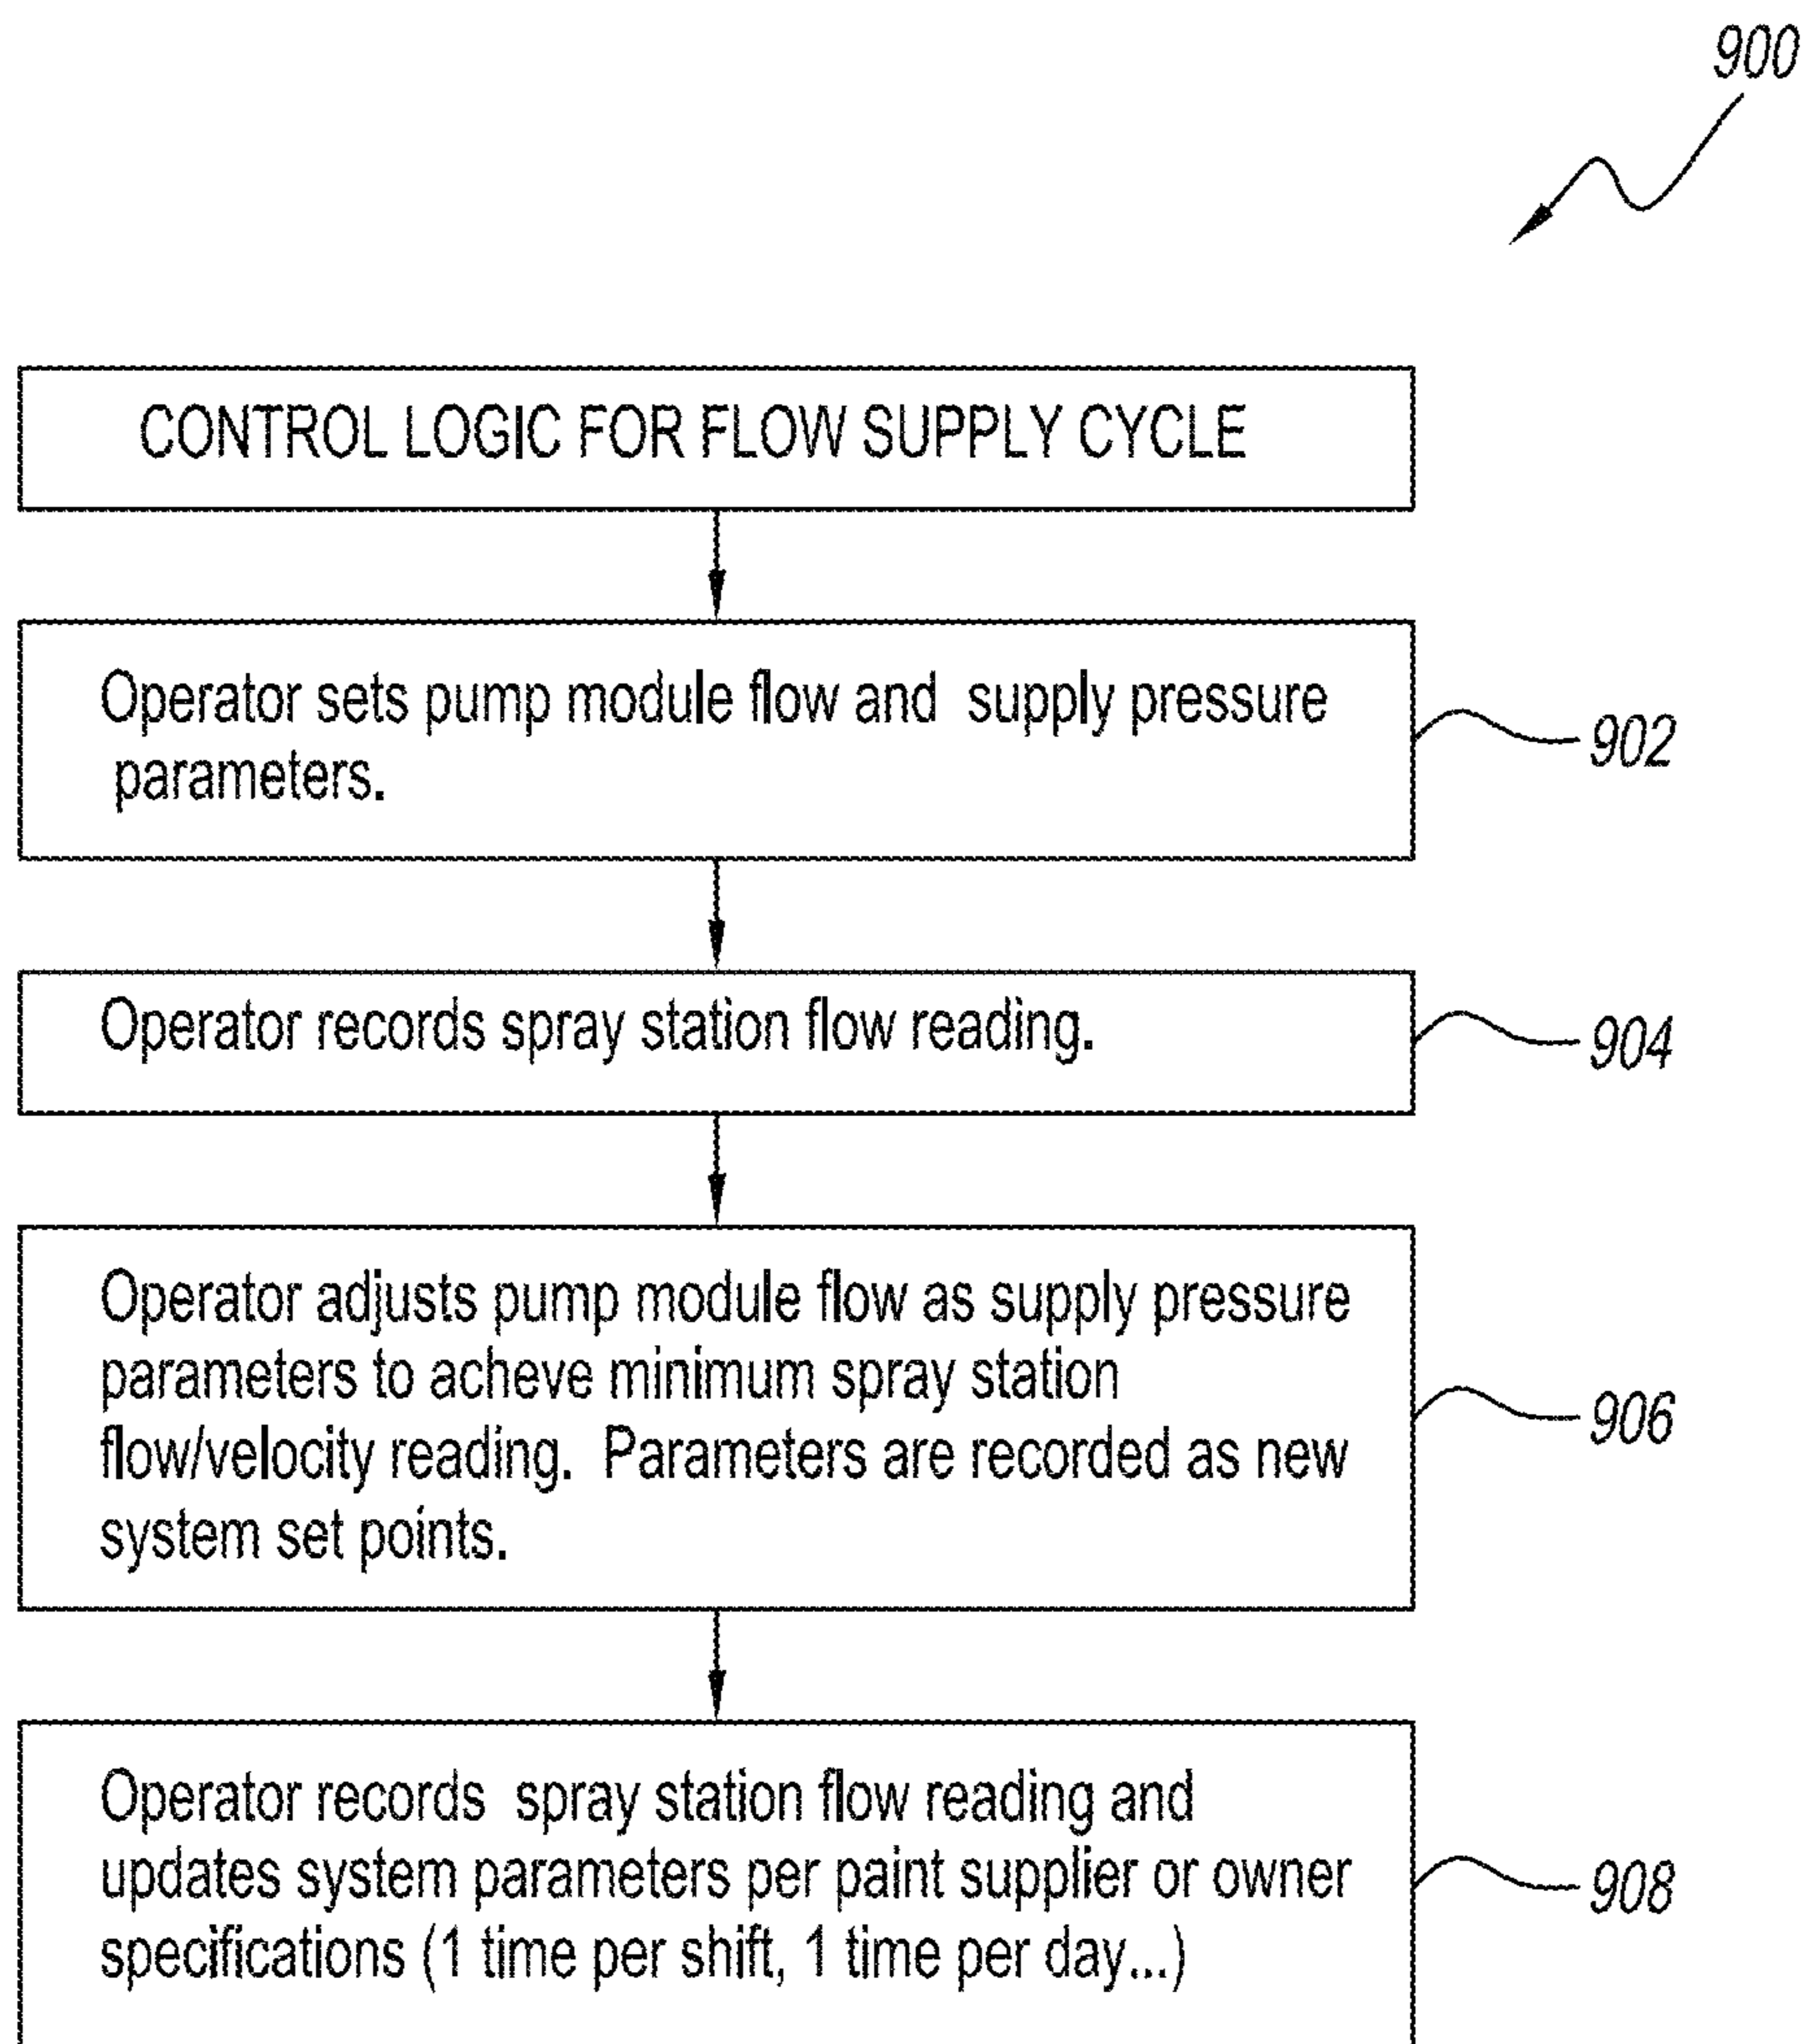 900
CONTROL LOGIC FOR FLOW SUPPLY CYCLE
Operator sets pump module flow and supply pressure
parameters.
902
Operator records spray station flow reading.
904
Operator adjusts pump module flow as supply pressure
parameters to acheve minimum spray station
flow/velocity reading. Parameters are recorded as new
system set points.
906
Operator records spray station flow reading and
updates system parameters per paint supplier or owner
specifications (1 time per shift, 1 time per day...)
908